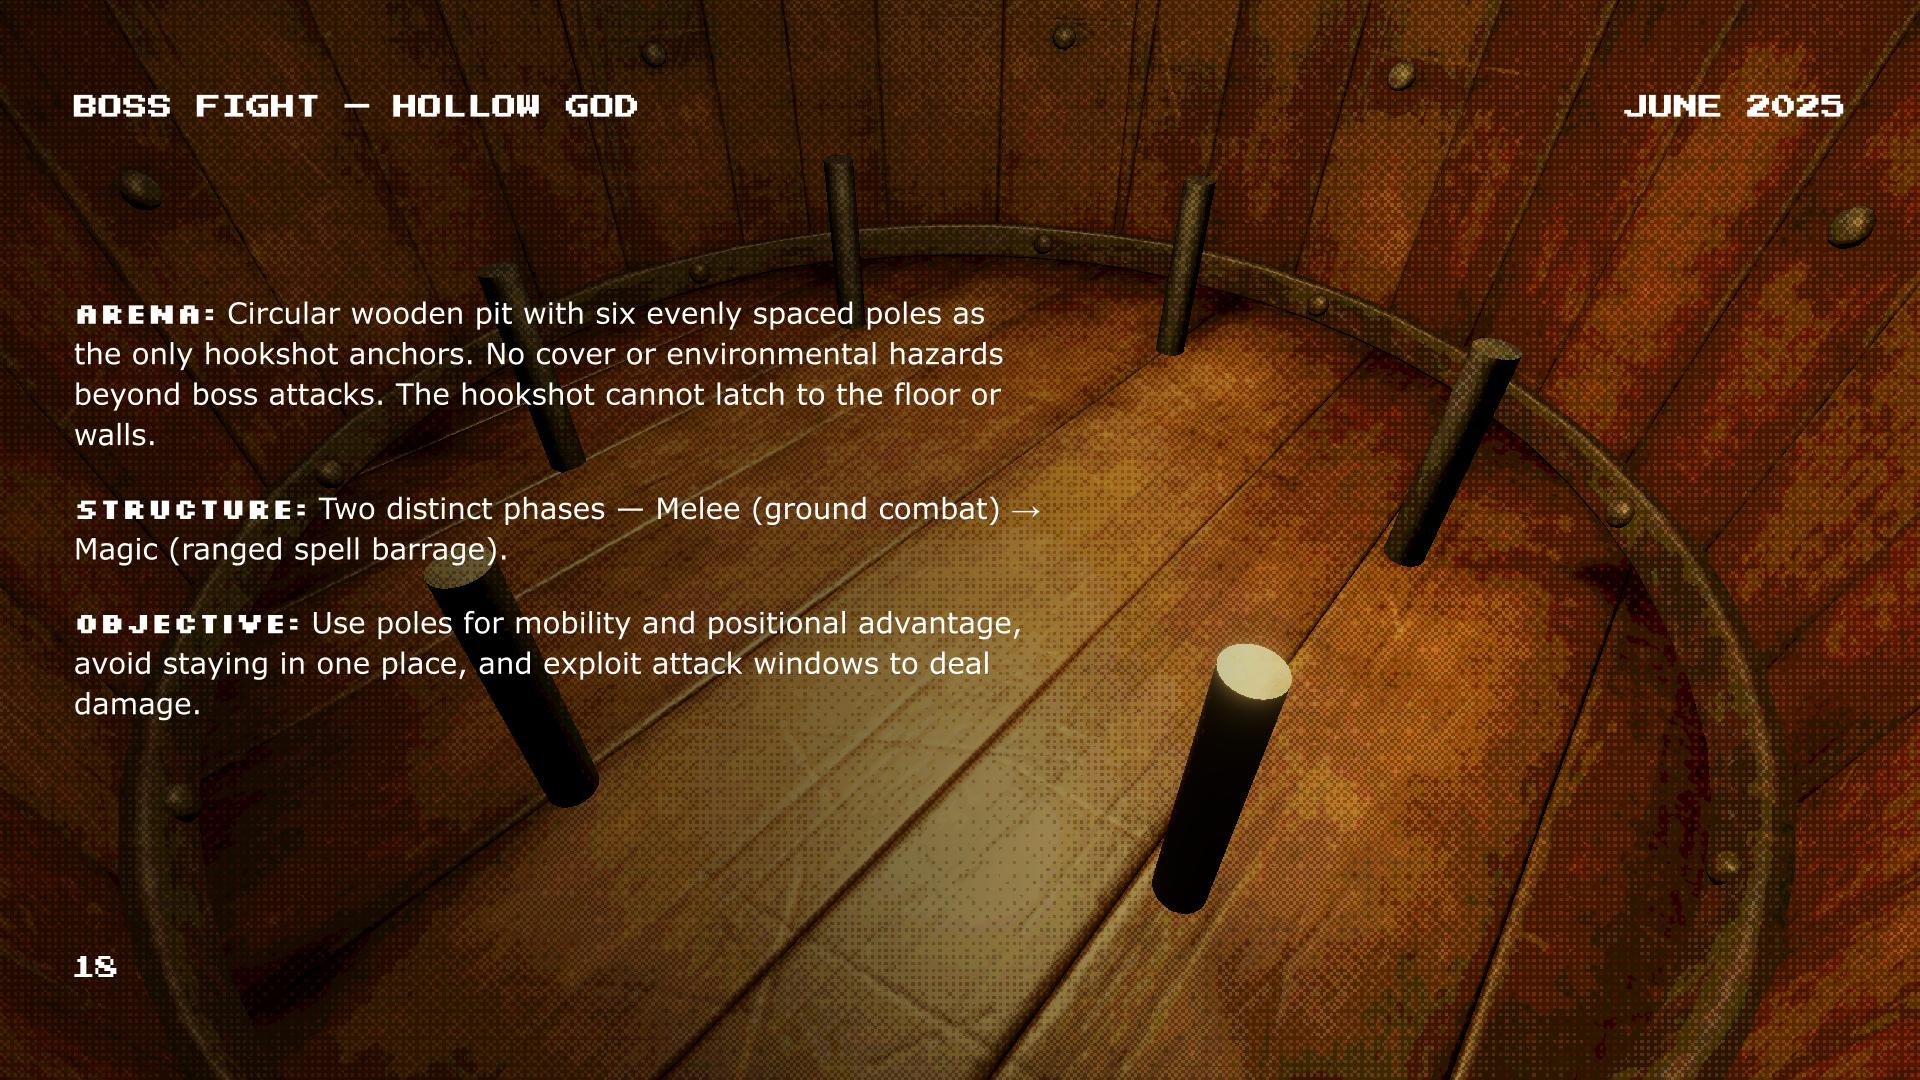 BOSS FIGHT — HOLLOW GOD
JUNE 2025
ARENA: Circular wooden pit with six evenly spaced poles as
the only hookshot anchors. No cover or environmental hazards
beyond boss attacks. The hookshot cannot latch to the floor or
walls.
STRUCTURE: Two distinct phases — Melee (ground combat) →
Magic (ranged spell barrage).
OBJECTIVE: Use poles for mobility and positional advantage,
avoid staying in one place, and exploit attack windows to deal
damage.
18